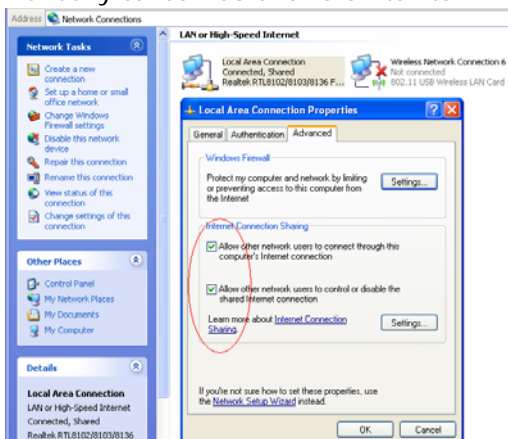 Address Network Connections
Network Tasks
Create a new
connection
Set up a home or small
office network
Change Windows
Firewall settings
Disable this network
device
Repair this connection
Rename this connection
View status of this
connection
Change settings of this
connection
Other Places
Control Panel
My Network Places
My Documents
My Computer
Details
Local Area Connection
LAN or High-Speed Internet
Connected, Shared
Realtek RTL8102/8103/8136
LAN or High-Speed Internet
Local Area Connection
Connected, Shared
Realtek RTL8102/8103/8136 F...
Wireless Network Connection 6
Not connected
802.11 USB Wireless LAN Card
Local Area Connection Properties
General Authentication Advanced
Windows Firewall
Protect my computer and network by limiting
or preventing access to this computer from
the Internet
Settings...
Internet Connection Sharing
Allow other network users to connect through this
computer's Internet connection
Allow other network users to control or disable the
shared Internet connection
Learn more about Internet Connection
Sharing.
Settings...
If you're not sure how to set these properties, use
the Network Setup Wizard instead.
OK Cancel